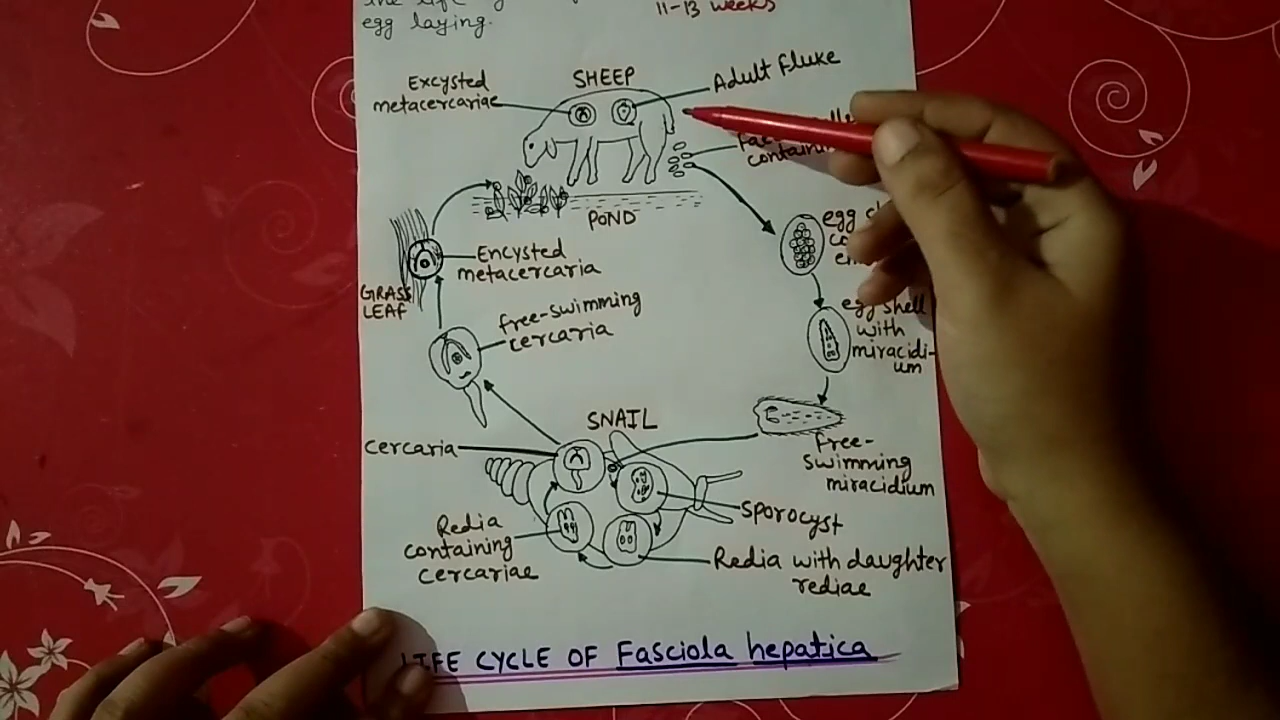 egg laying.
11-13 weeks
SHEEP
Adult Fluke
Excysted
metacercariae
containi
POND
Encysted
metacercaria
GRASS
LEAF
egg
egg shell
with
miracidi-
um
free-swimming
cercaria
SNAIL
free-
swimming
miracidium
cercaria
Sporocyst
Redia
containing
cercariae
Redia with daughter
rediae
LIFE CYCLE OF Fasciola hepatica